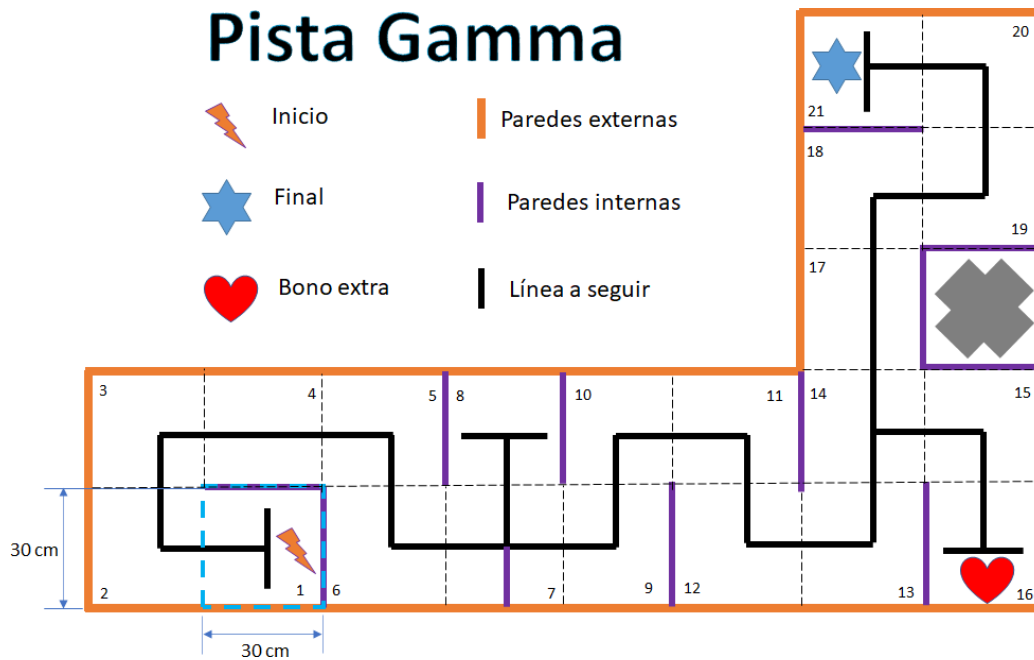 Pista Gamma
Inicio
Paredes externas
Final
Paredes internas
Bono extra
Línea a seguir
20
21
18
19
17
3
4
5
8
10
11
14
15
30 cm
2
1
6
7
9
12
13
16
30 cm